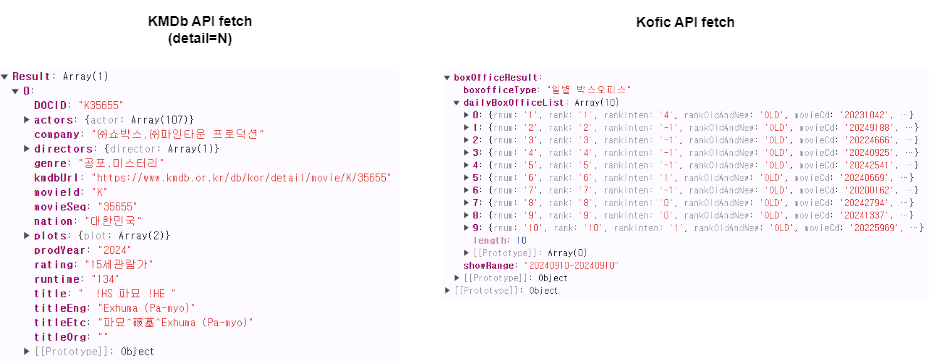 KMDb API fetch
(detail=N)
▼ Result: Array(1)
▼ 0:
DOCID: "K35655"
▶ actors: {actor: Array(107)}
company: "㈜쇼박스,㈜파인타운 프로덕션"
▶ directors: {director: Array(1)}
genre: "공포,미스터리"
kmdbUrl: "https://www.kmdb.or.kr/db/kor/detail/movie/K/35655"
movieId: "K"
movieSeq: "35655"
nation: "대한민국"
▶ plots: {plot: Array(2)}
prodYear: "2024"
rating: "15세관람가"
runtime: "134"
title: " !HS 파묘 !HE "
titleEng: "Exhuma (Pa-myo)"
titleEtc: "파묘^破墓^Exhuma (Pa-myo)"
titleOrg: ""
▶ [[Prototype]]: Object
Kofic API fetch
▼ boxOfficeResult:
boxofficeType: "일별 박스오피스"
▼ dailyBoxOfficeList: Array(10)
▶ 0: {rnum: '1', rank: '1', rankInten: '4', rankOldAndNew: 'OLD', movieCd: '20231042', …}
▶ 1: {rnum: '2', rank: '2', rankInten: '-1', rankOldAndNew: 'OLD', movieCd: '20249188', …}
▶ 2: {rnum: '3', rank: '3', rankInten: '-1', rankOldAndNew: 'OLD', movieCd: '20224666', …}
▶ 3: {rnum: '4', rank: '4', rankInten: '-1', rankOldAndNew: 'OLD', movieCd: '20240925', …}
▶ 4: {rnum: '5', rank: '5', rankInten: '-1', rankOldAndNew: 'OLD', movieCd: '20242541', …}
▶ 5: {rnum: '6', rank: '6', rankInten: '1', rankOldAndNew: 'OLD', movieCd: '20240669', …}
▶ 6: {rnum: '7', rank: '7', rankInten: '-1', rankOldAndNew: 'OLD', movieCd: '20200162', …}
▶ 7: {rnum: '8', rank: '8', rankInten: '0', rankOldAndNew: 'OLD', movieCd: '20242794', …}
▶ 8: {rnum: '9', rank: '9', rankInten: '0', rankOldAndNew: 'OLD', movieCd: '20241337', …}
▶ 9: {rnum: '10', rank: '10', rankInten: '1', rankOldAndNew: 'OLD', movieCd: '20225969', …}
length: 10
▶ [[Prototype]]: Array(0)
showRange: "20240910~20240910"
▶ [[Prototype]]: Object
▶ [[Prototype]]: Object